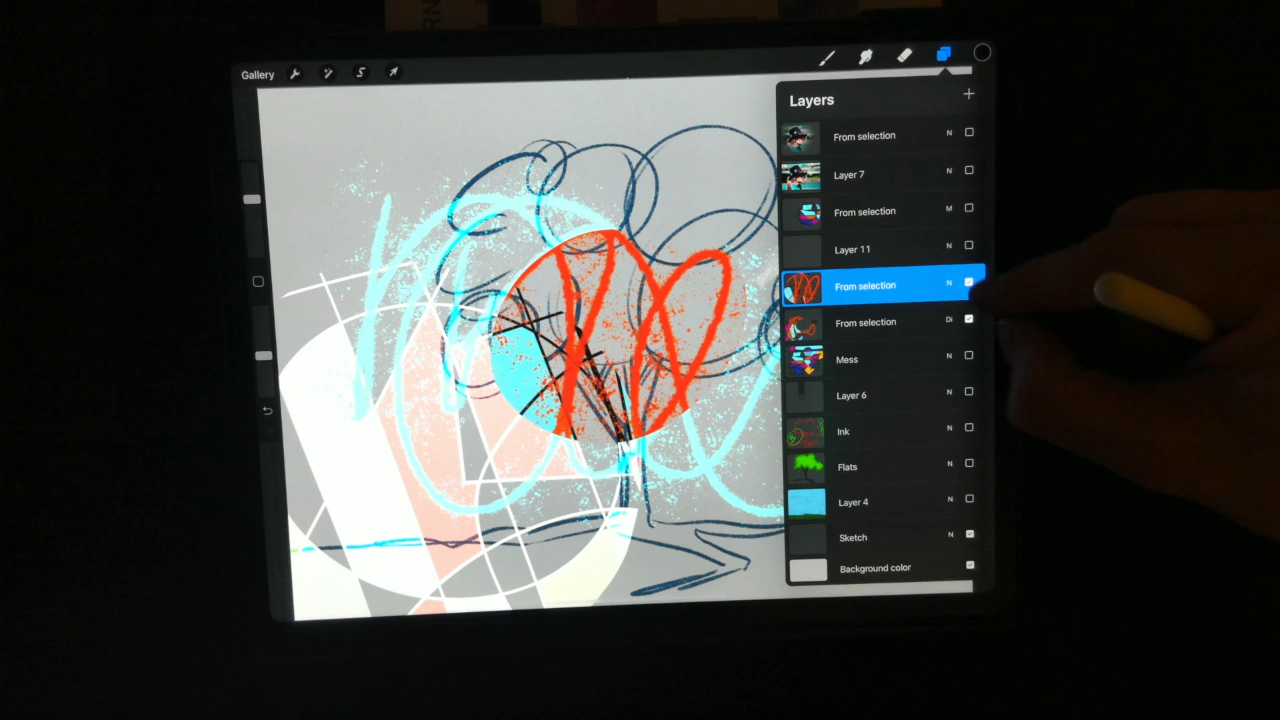 RN
Gallery
Layers
From selection N
Layer 7 N
From selection M
Layer 11 N
From selection N
From selection Di
Mess N
Layer 6 N
Ink N
Flats N
Layer 4 N
Sketch N
Background color